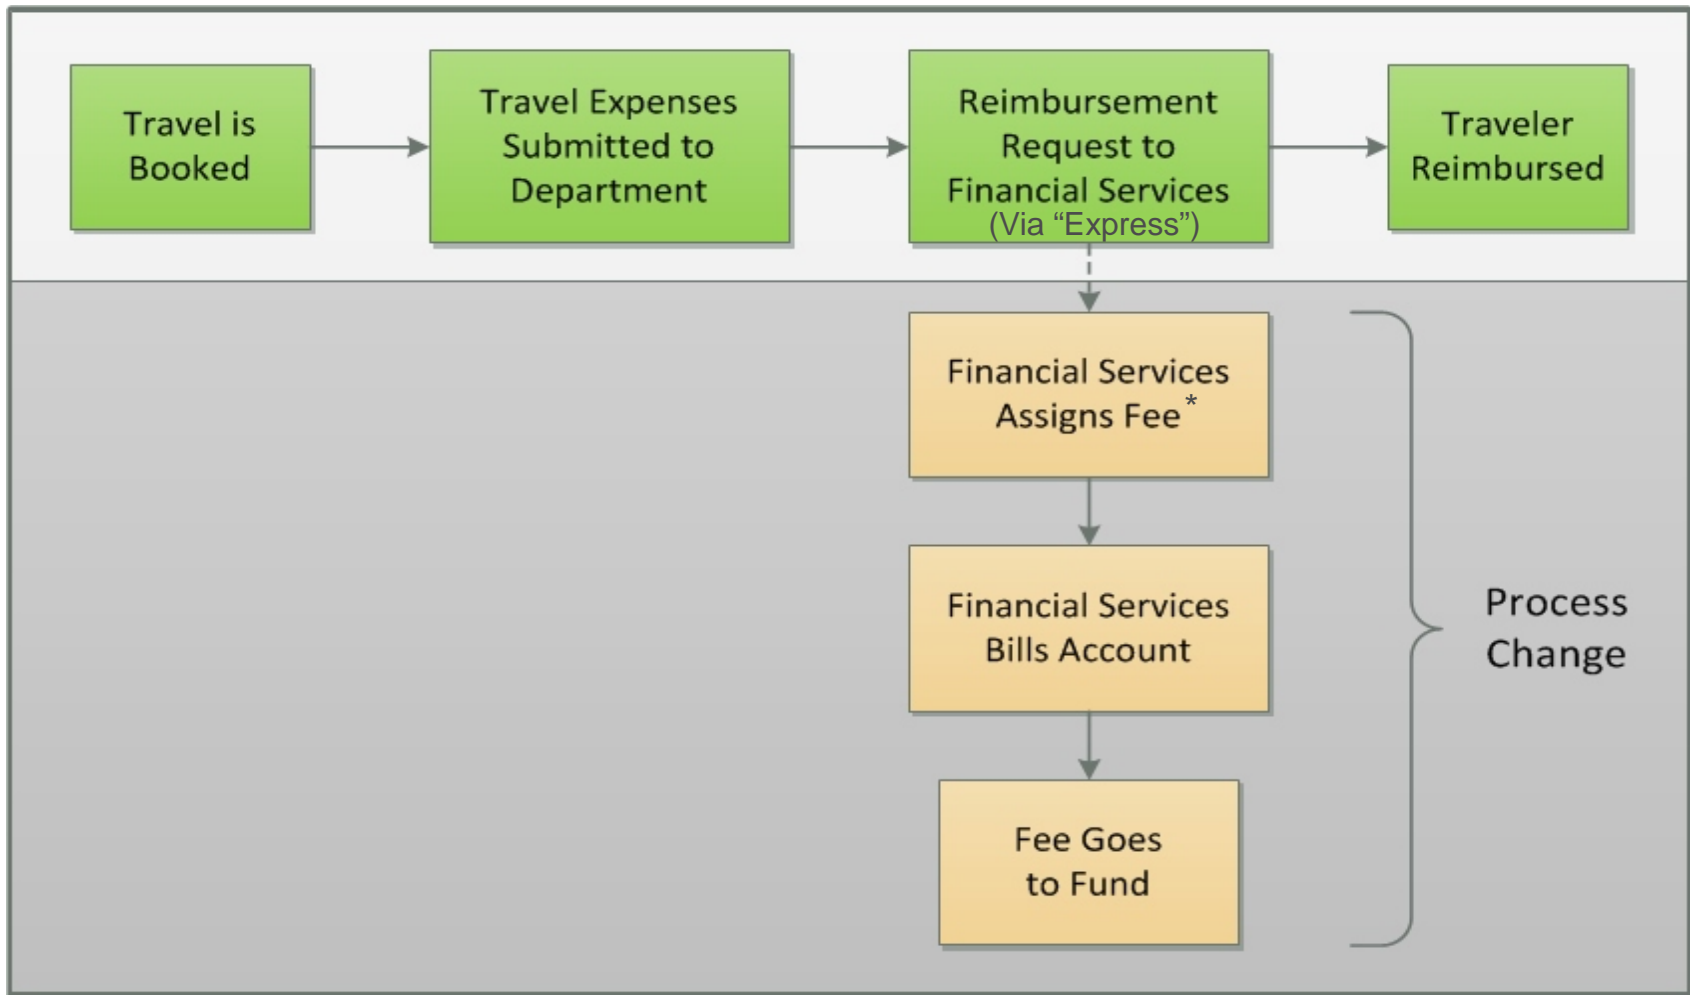 Travel is
Booked
Travel Expenses
Submitted to
Department
Reimbursement
Request to
Financial Services
(Via “Express”)
Traveler
Reimbursed
Financial Services
Assigns Fee*
Financial Services
Bills Account
Fee Goes
to Fund
Process
Change